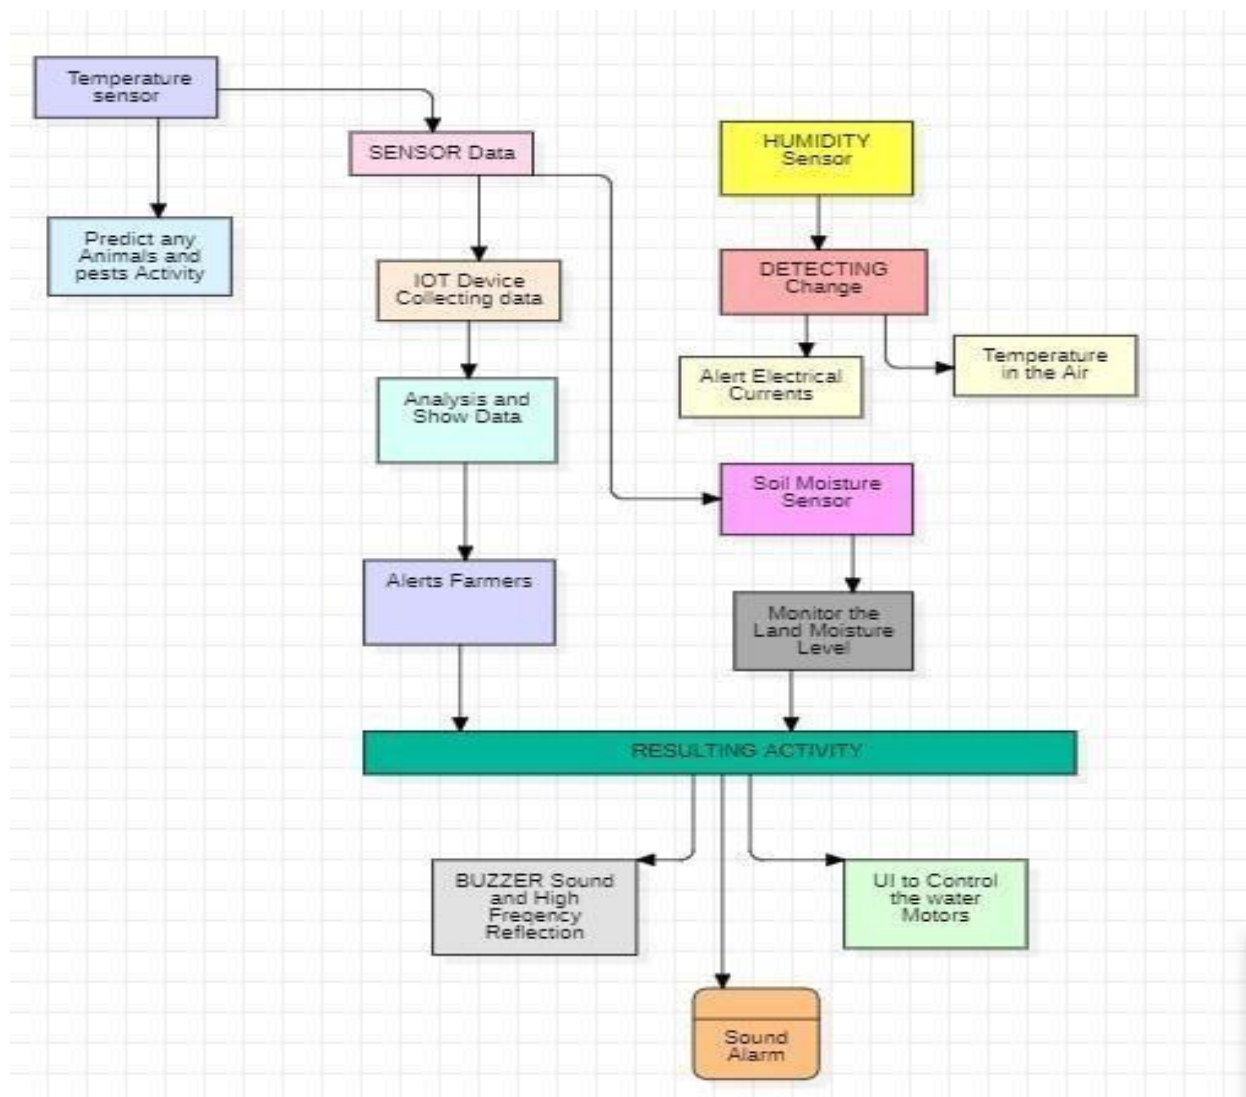 Temperature
sensor
SENSOR Data
HUMIDITY
Sensor
Predict any
Animals and
pests Activity
IOT Device
Collecting data
DETECTING
Change
Alert Electrical
Currents
Temperature
in the Air
Analysis and
Show Data
Soil Moisture
Sensor
Alerts Farmers
Monitor the
Land Moisture
Level
RESULTING ACTIVITY
BUZZER Sound
and High
Freqency
Reflection
UI to Control
the water
Motors
Sound
Alarm